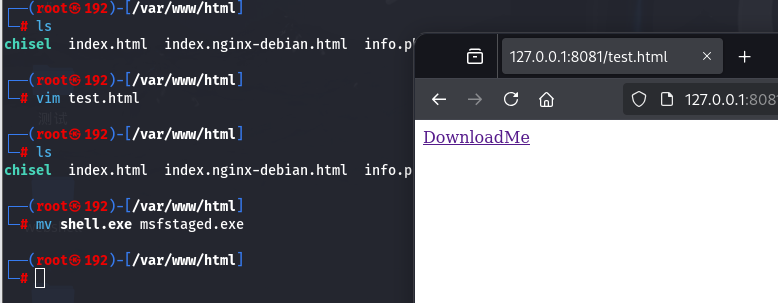 ┌──(root㉿192)-[/var/www/html]
└─# ls
chisel index.html index.nginx-debian.html info.p
┌──(root㉿192)-[/var/www/html]
└─# vim test.html
┌──(root㉿192)-[/var/www/html]
└─# ls
chisel index.html index.nginx-debian.html info.p
┌──(root㉿192)-[/var/www/html]
└─# mv shell.exe msfstaged.exe
┌──(root㉿192)-[/var/www/html]
└─#
127.0.0.1:8081/test.html
127.0.0.1:8081
DownloadMe